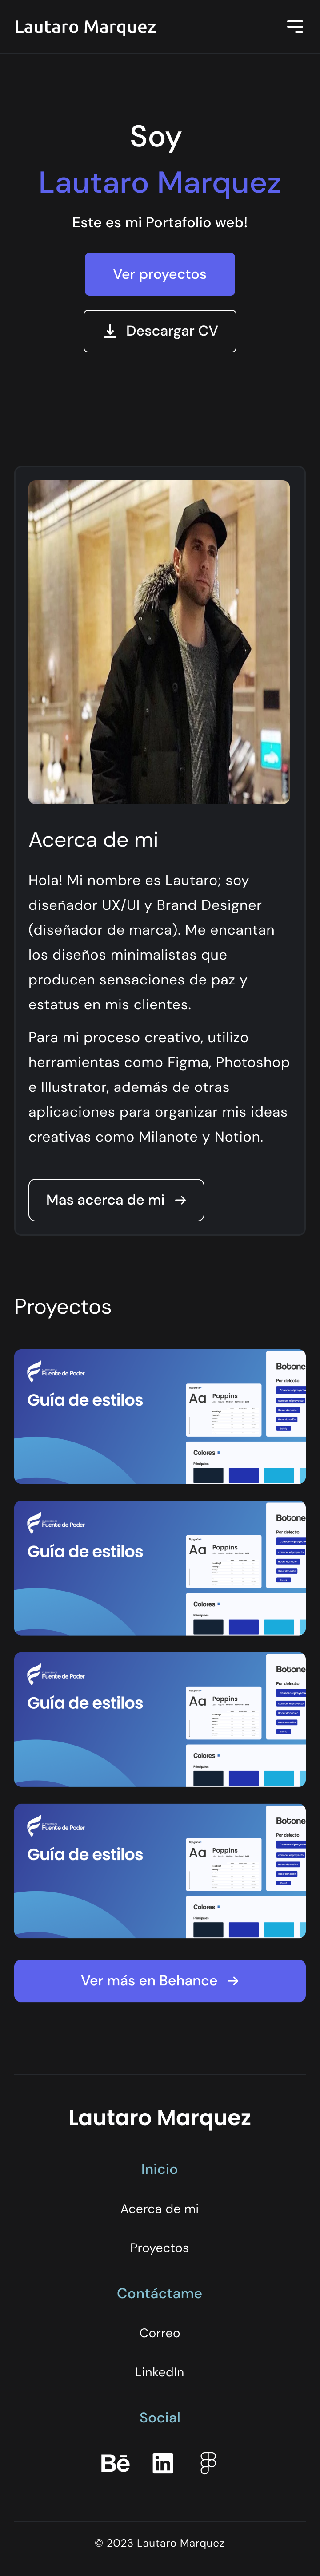 Lautaro Marquez
Soy
Lautaro Marquez
Este es mi Portafolio web!
Ver proyectos
Descargar CV
Acerca de mi
Hola! Mi nombre es Lautaro; soy
diseñador UX/UI y Brand Designer
(diseñador de marca). Me encantan
los diseños minimalistas que
producen sensaciones de paz y
estatus en mis clientes.
Para mi proceso creativo, utilizo
herramientas como Figma, Photoshop
e Illustrator, además de otras
aplicaciones para organizar mis ideas
creativas como Milanote y Notion.
Mas acerca de mi
Proyectos
Fuente de Poder
Guía de estilos
Aa
Poppins
Botone
Por defecto:
Colores
Principales
Fuente de Poder
Guía de estilos
Aa
Poppins
Botone
Por defecto:
Colores
Principales
Fuente de Poder
Guía de estilos
Aa
Poppins
Botone
Por defecto:
Colores
Principales
Fuente de Poder
Guía de estilos
Aa
Poppins
Botone
Por defecto:
Colores
Principales
Ver más en Behance
Lautaro Marquez
Inicio
Acerca de mi
Proyectos
Contáctame
Correo
LinkedIn
Social
Bē
in
© 2023 Lautaro Marquez